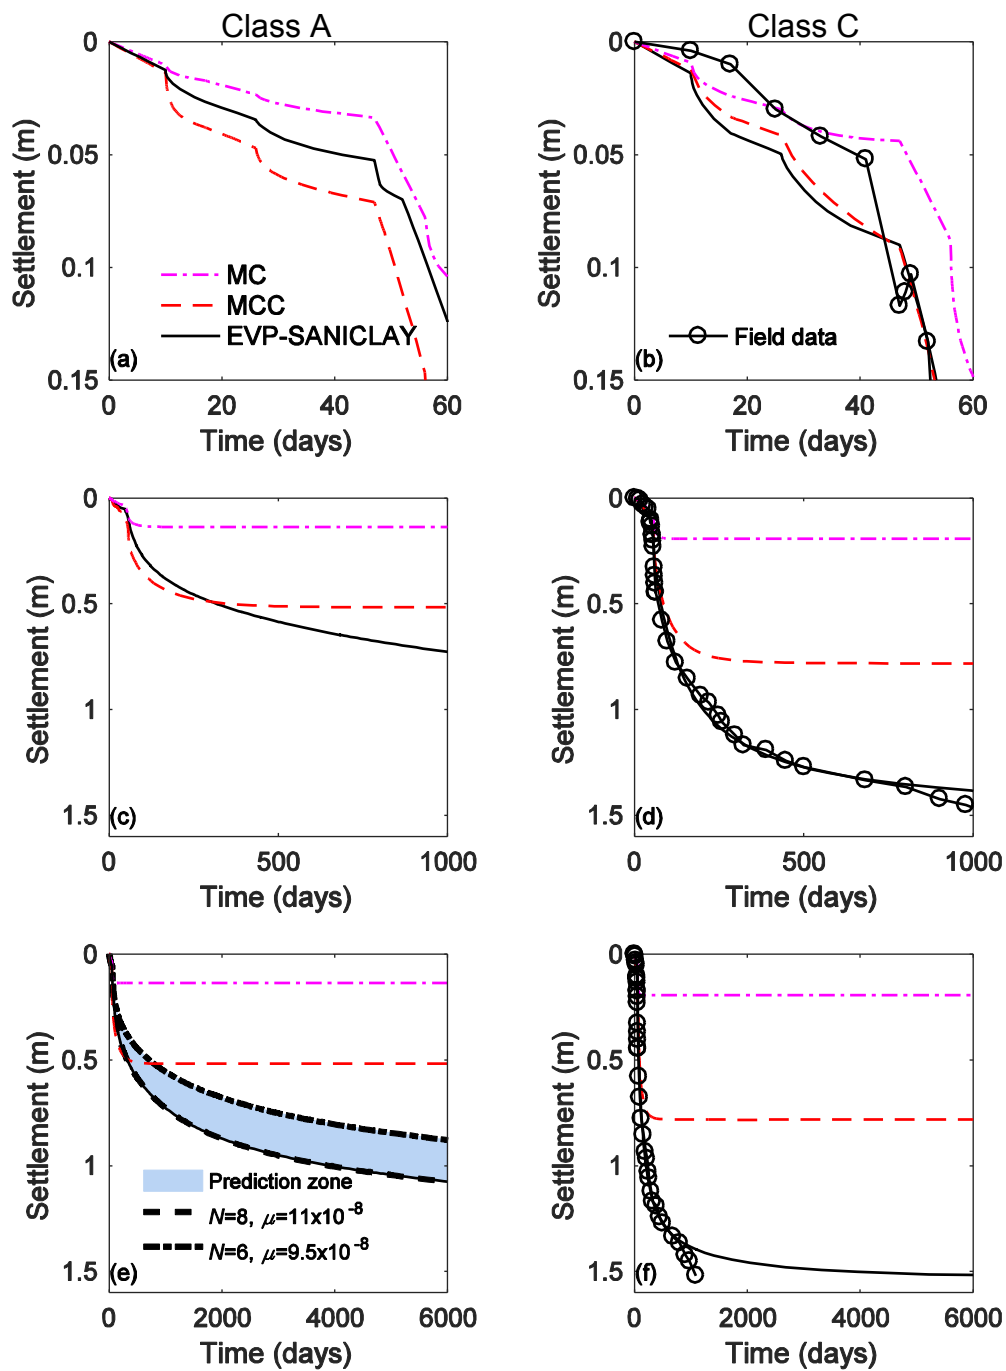 Class A
Class C
0
0.05
0.1
0.15
Settlement (m)
MC
MCC
EVP-SANICLAY
(a)
0
20
40
60
Time (days)
0
0.05
0.1
0.15
Settlement (m)
Field data
(b)
0
20
40
60
Time (days)
0
0.5
1
1.5
Settlement (m)
(c)
0
500
1000
Time (days)
0
0.5
1
1.5
Settlement (m)
(d)
0
500
1000
Time (days)
0
0.5
1
1.5
Settlement (m)
Prediction zone
N=8, μ=11x10⁻⁸
N=6, μ=9.5x10⁻⁸
(e)
0
2000
4000
6000
Time (days)
0
0.5
1
1.5
Settlement (m)
(f)
0
2000
4000
6000
Time (days)